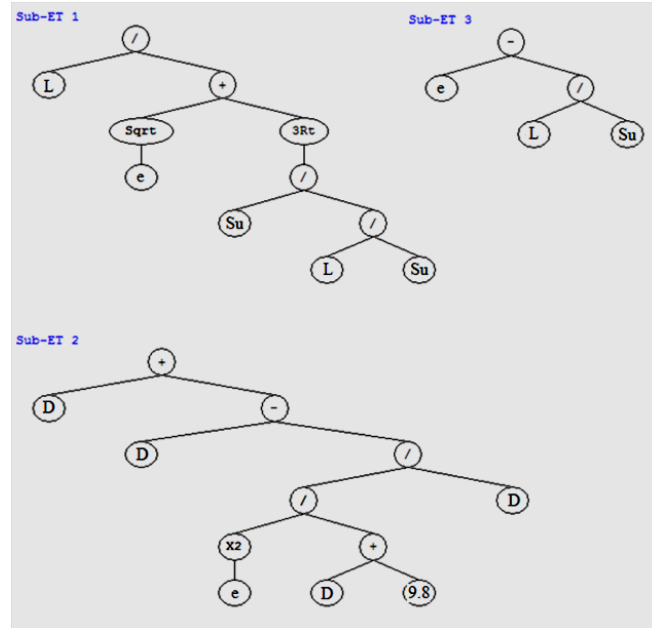 Sub-ET 1
/
L
+
Sqrt
3Rt
e
/
Su
/
L
Su
Sub-ET 3
-
e
/
L
Su
Sub-ET 2
+
D
-
D
/
/
D
X2
+
e
D
(9.8